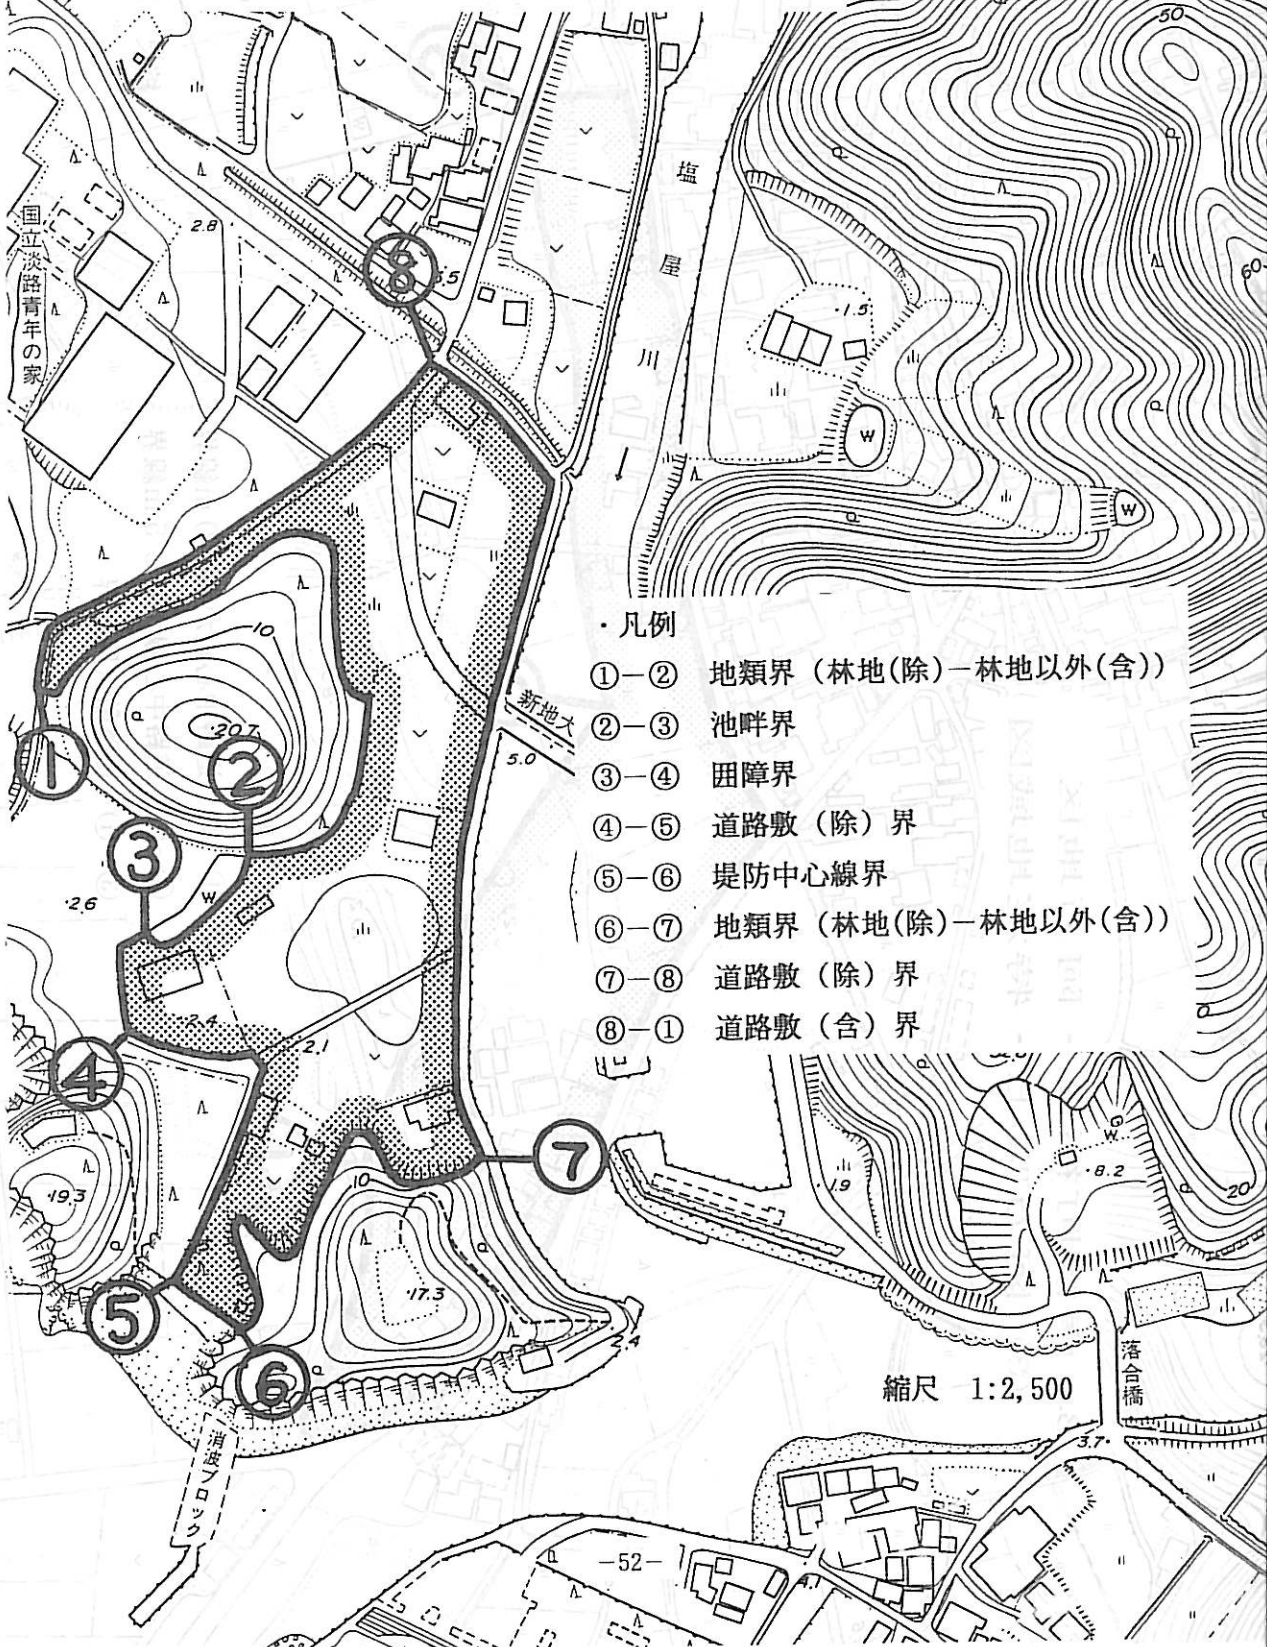 50
塩屋川
国立淡路青年の家
2.8
⑧
60
・1.5
W
W
10
・20.7
①
②
③
・2.6
W
新地大
5.0
・凡例
①−② 地類界（林地(除)−林地以外(含)）
②−③ 池畔界
③−④ 囲障界
④−⑤ 道路敷（除）界
⑤−⑥ 堤防中心線界
⑥−⑦ 地類界（林地(除)−林地以外(含)）
⑦−⑧ 道路敷（除）界
⑧−① 道路敷（含）界
2.4
2.1
④
⑦
10
・19.3
・17.3
⑤
⑥
2.4
1.9
W
・8.2
20
縮尺 1:2,500
落合橋
3.7
消波ブロック
−52−
4.1